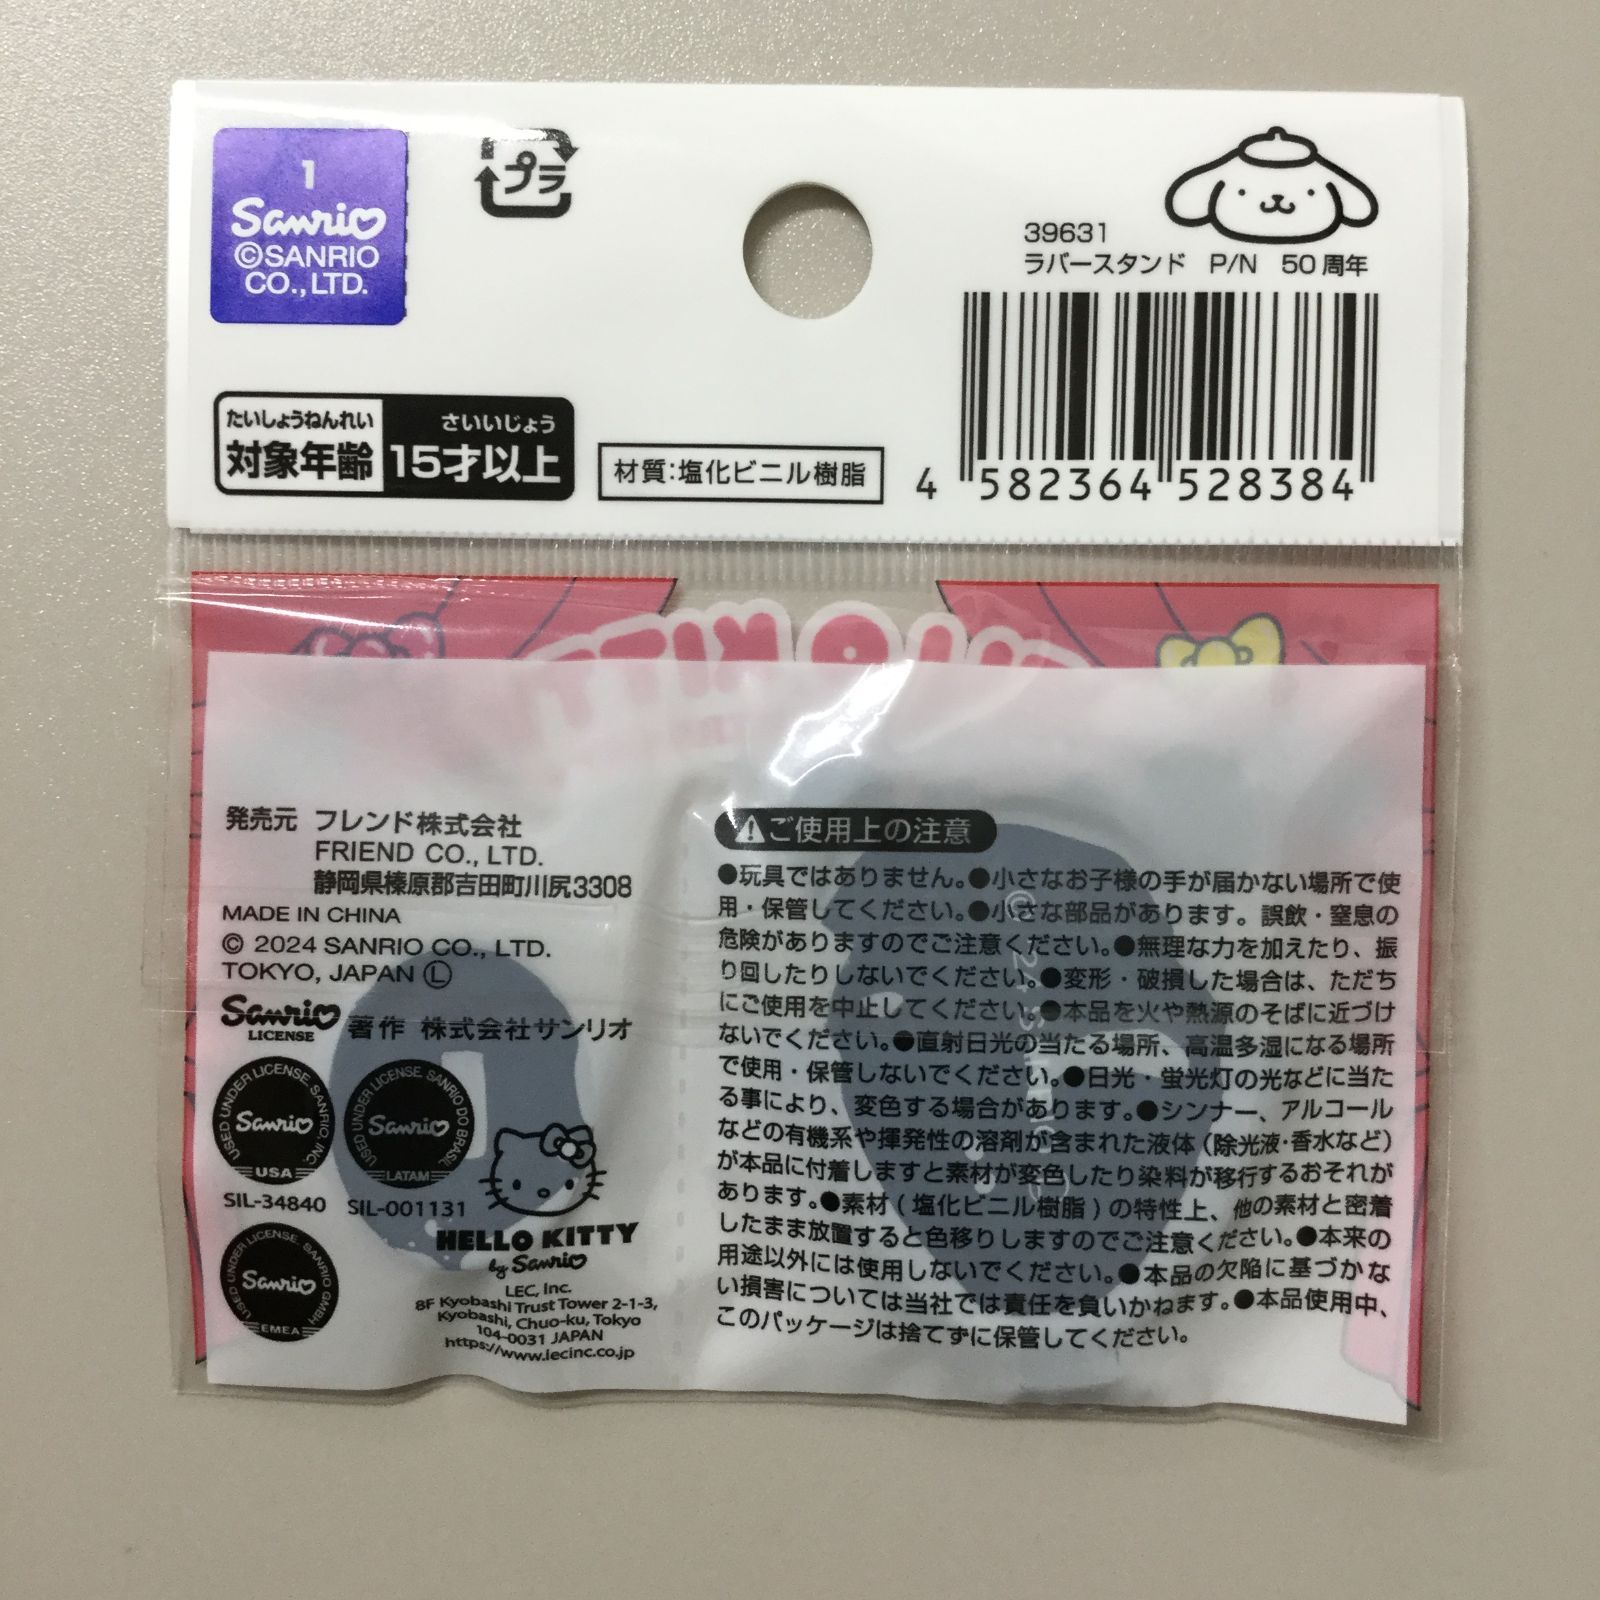 1
Sanrio
©SANRIO
CO.,LTD.
プラ
39631
ラバースタンド P/N 50周年
たいしょうねんれい さいいじょう
対象年齢 15才以上
材質:塩化ビニル樹脂
4 582364 528384
発売元 フレンド株式会社
FRIEND CO., LTD.
静岡県榛原郡吉田町川尻3308
MADE IN CHINA
© 2024 SANRIO CO., LTD.
TOKYO, JAPAN Ⓛ
Sanrio
LICENSE
著作 株式会社サンリオ
USED UNDER LICENSE. SANRIO, INC.
Sanrio
USA
SIL-34840
USED UNDER LICENSE. SANRIO DO BRASIL
Sanrio
LATAM
SIL-001131
USED UNDER LICENSE. SANRIO GMBH
Sanrio
EMEA
HELLO KITTY
by Sanrio
LEC, Inc.
8F Kyobashi Trust Tower 2-1-3,
Kyobashi, Chuo-ku, Tokyo
104-0031 JAPAN
https://www.lecinc.co.jp
ご使用上の注意
●玩具ではありません。●小さなお子様の手が届かない場所で使
用・保管してください。●小さな部品があります。誤飲・窒息の
危険がありますのでご注意ください。●無理な力を加えたり、振
り回したりしないでください。●変形・破損した場合は、ただち
にご使用を中止してください。●本品を火や熱源のそばに近づけ
ないでください。●直射日光の当たる場所、高温多湿になる場所
で使用・保管しないでください。●日光・蛍光灯の光などに当た
る事により、変色する場合があります。●シンナー、アルコール
などの有機系や揮発性の溶剤が含まれた液体(除光液・香水など)
が本品に付着しますと素材が変色したり染料が移行するおそれが
あります。●素材(塩化ビニル樹脂)の特性上、他の素材と密着
したまま放置すると色移りしますのでご注意ください。●本来の
用途以外には使用しないでください。●本品の欠陥に基づかな
い損害については当社では責任を負いかねます。●本品使用中、
このパッケージは捨てずに保管してください。